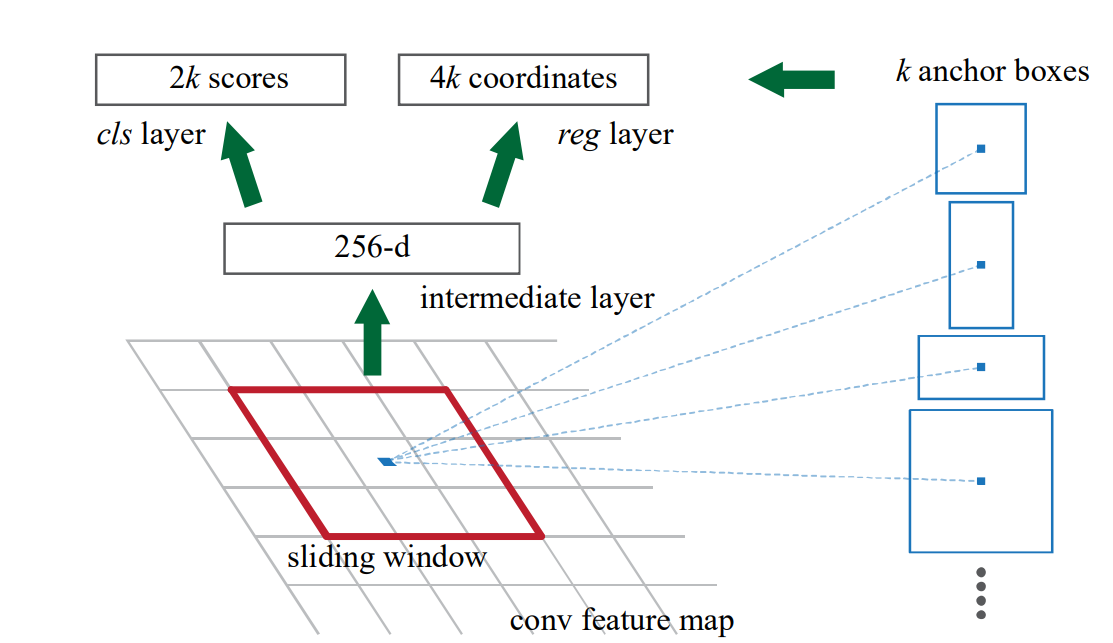 2k scores
4k coordinates
k anchor boxes
cls layer
reg layer
256-d
intermediate layer
sliding window
conv feature map